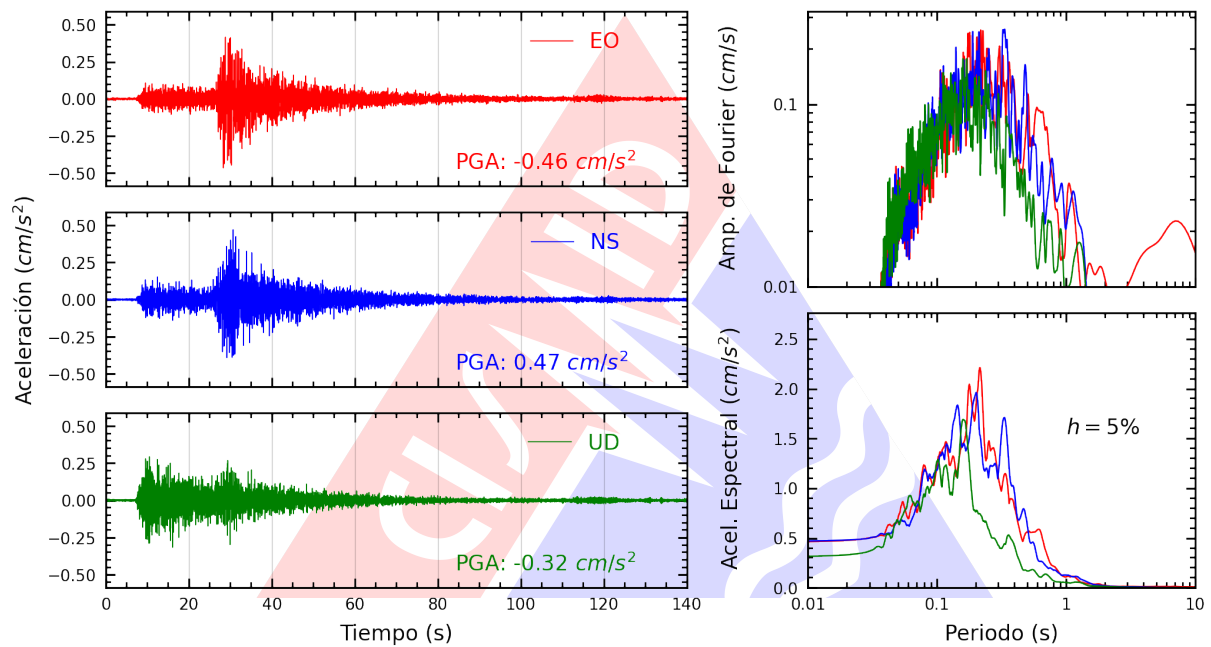 0.50
0.25
0.00
−0.25
−0.50
EO
PGA: -0.46 cm/s²
0.50
0.25
0.00
−0.25
−0.50
NS
PGA: 0.47 cm/s²
0.50
0.25
0.00
−0.25
−0.50
UD
PGA: -0.32 cm/s²
0 20 40 60 80 100 120 140
Tiempo (s)
Aceleración (cm/s²)
CISMID
0.1
0.01
Amp. de Fourier (cm/s)
2.5
2.0
1.5
1.0
0.5
0.0
h = 5%
Acel. Espectral (cm/s²)
0.01 0.1 1 10
Periodo (s)